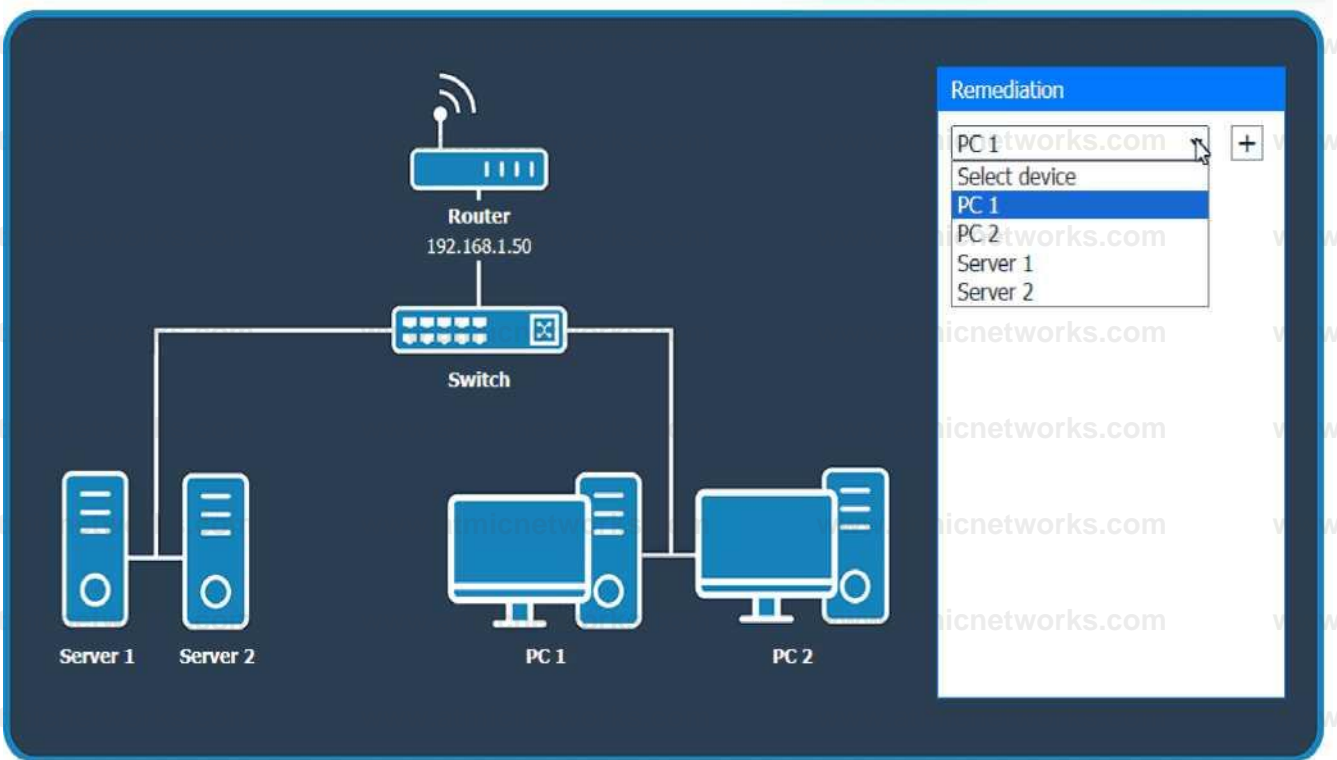 Router
192.168.1.50
Switch
Server 1
Server 2
PC 1
PC 2
Remediation
PC 1
+
Select device
PC 1
PC 2
Server 1
Server 2